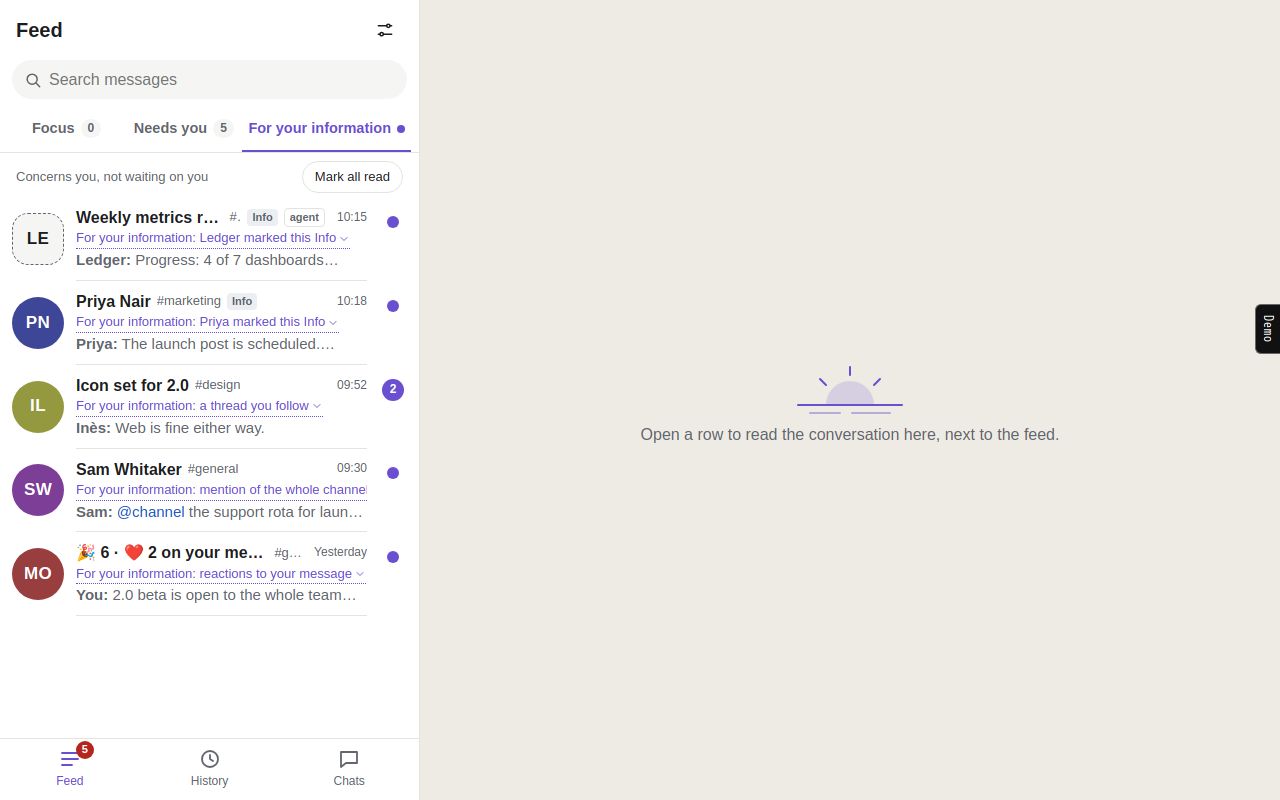 Feed
Search messages
Focus 0 Needs you 5 For your information
Concerns you, not waiting on you Mark all read
LE Weekly metrics r… #. Info agent 10:15
For your information: Ledger marked this Info
Ledger: Progress: 4 of 7 dashboards…
PN Priya Nair #marketing Info 10:18
For your information: Priya marked this Info
Priya: The launch post is scheduled.…
IL Icon set for 2.0 #design 09:52 2
For your information: a thread you follow
Inès: Web is fine either way.
SW Sam Whitaker #general 09:30
For your information: mention of the whole channel
Sam: @channel the support rota for laun…
MO 🎉 6 · ❤️ 2 on your me… #g… Yesterday
For your information: reactions to your message
You: 2.0 beta is open to the whole team…
Open a row to read the conversation here, next to the feed.
Demo
5
Feed History Chats